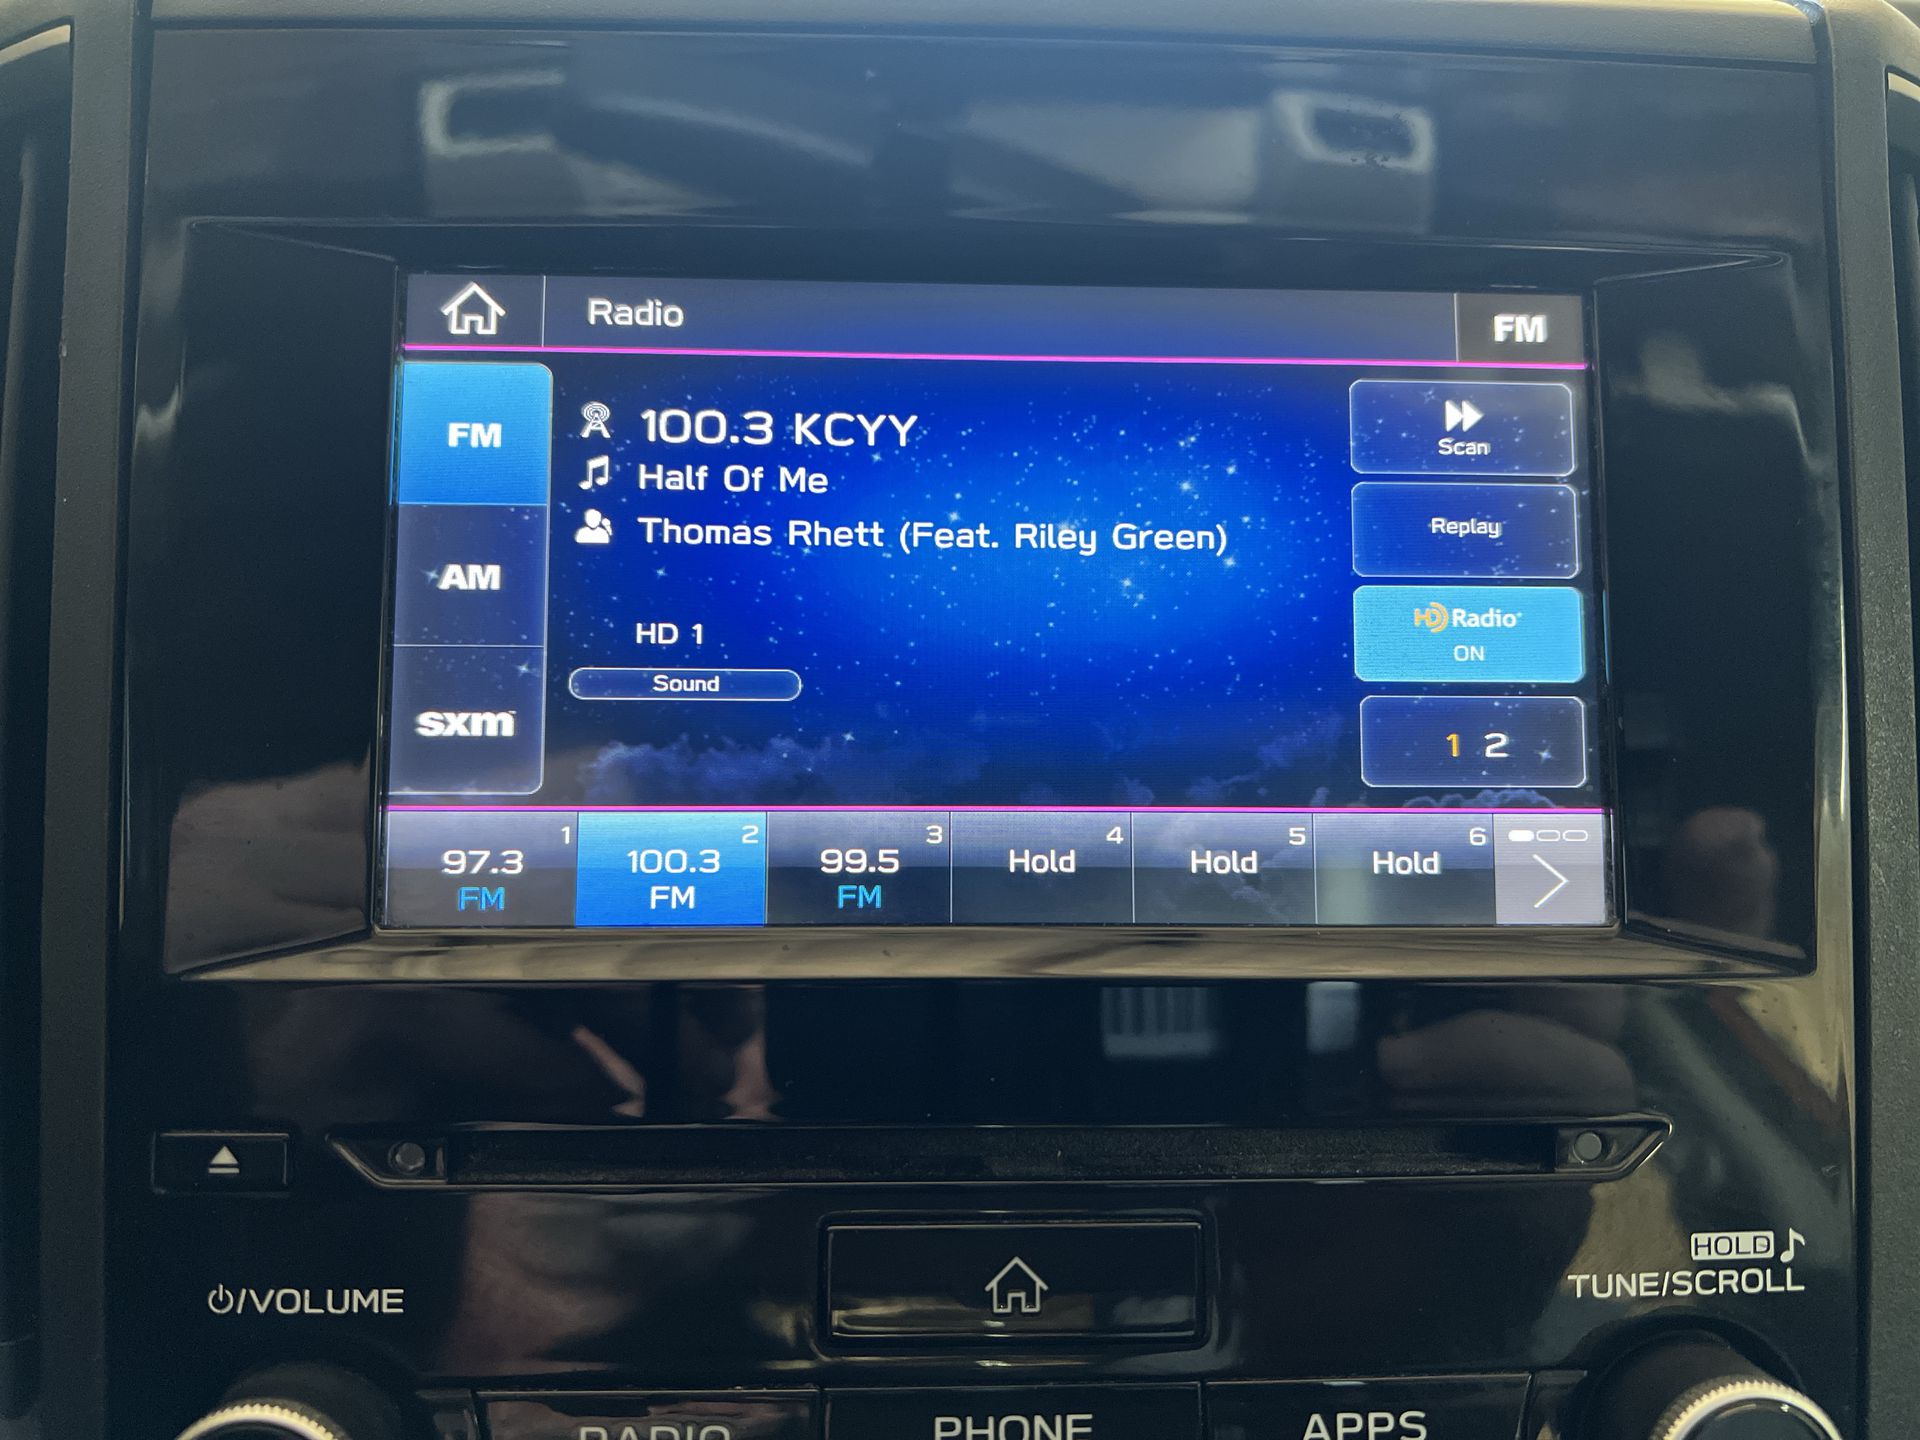 Radio
FM
FM
AM
sxm
100.3 KCYY
Half Of Me
Thomas Rhett (Feat. Riley Green)
HD 1
Sound
Scan
Replay
HD Radio
ON
1 2
1
97.3
FM
2
100.3
FM
3
99.5
FM
4
Hold
5
Hold
6
Hold
/VOLUME
HOLD
TUNE/SCROLL
RADIO
PHONE
APPS